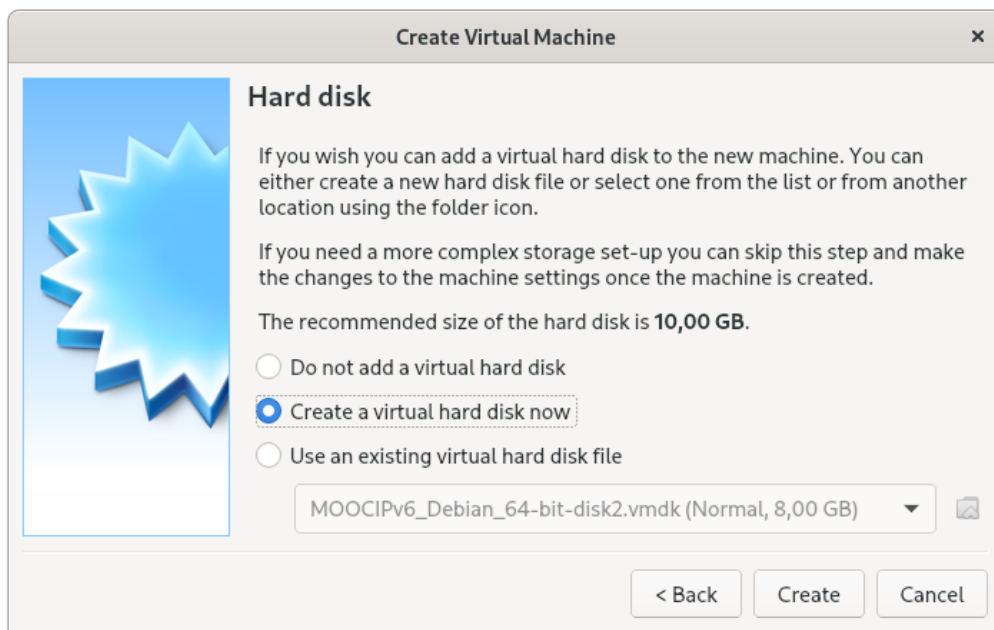 Create Virtual Machine
×
Hard disk
If you wish you can add a virtual hard disk to the new machine. You can
either create a new hard disk file or select one from the list or from another
location using the folder icon.
If you need a more complex storage set-up you can skip this step and make
the changes to the machine settings once the machine is created.
The recommended size of the hard disk is 10,00 GB.
Do not add a virtual hard disk
Create a virtual hard disk now
Use an existing virtual hard disk file
MOOCIPv6_Debian_64-bit-disk2.vmdk (Normal, 8,00 GB)
< Back Create Cancel